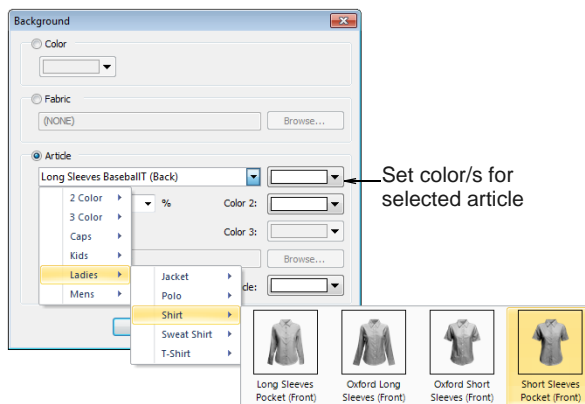 Background
Color
Fabric
(NONE)
Browse...
Article
Long Sleeves BaseballT (Back)
Set color/s for
selected article
2 Color
%
Color 2:
3 Color
Caps
Color 3:
Kids
Browse...
Ladies
Jacket
de:
Mens
Polo
Shirt
Sweat Shirt
T-Shirt
Long Sleeves
Pocket (Front)
Oxford Long
Sleeves (Front)
Oxford Short
Sleeves (Front)
Short Sleeves
Pocket (Front)